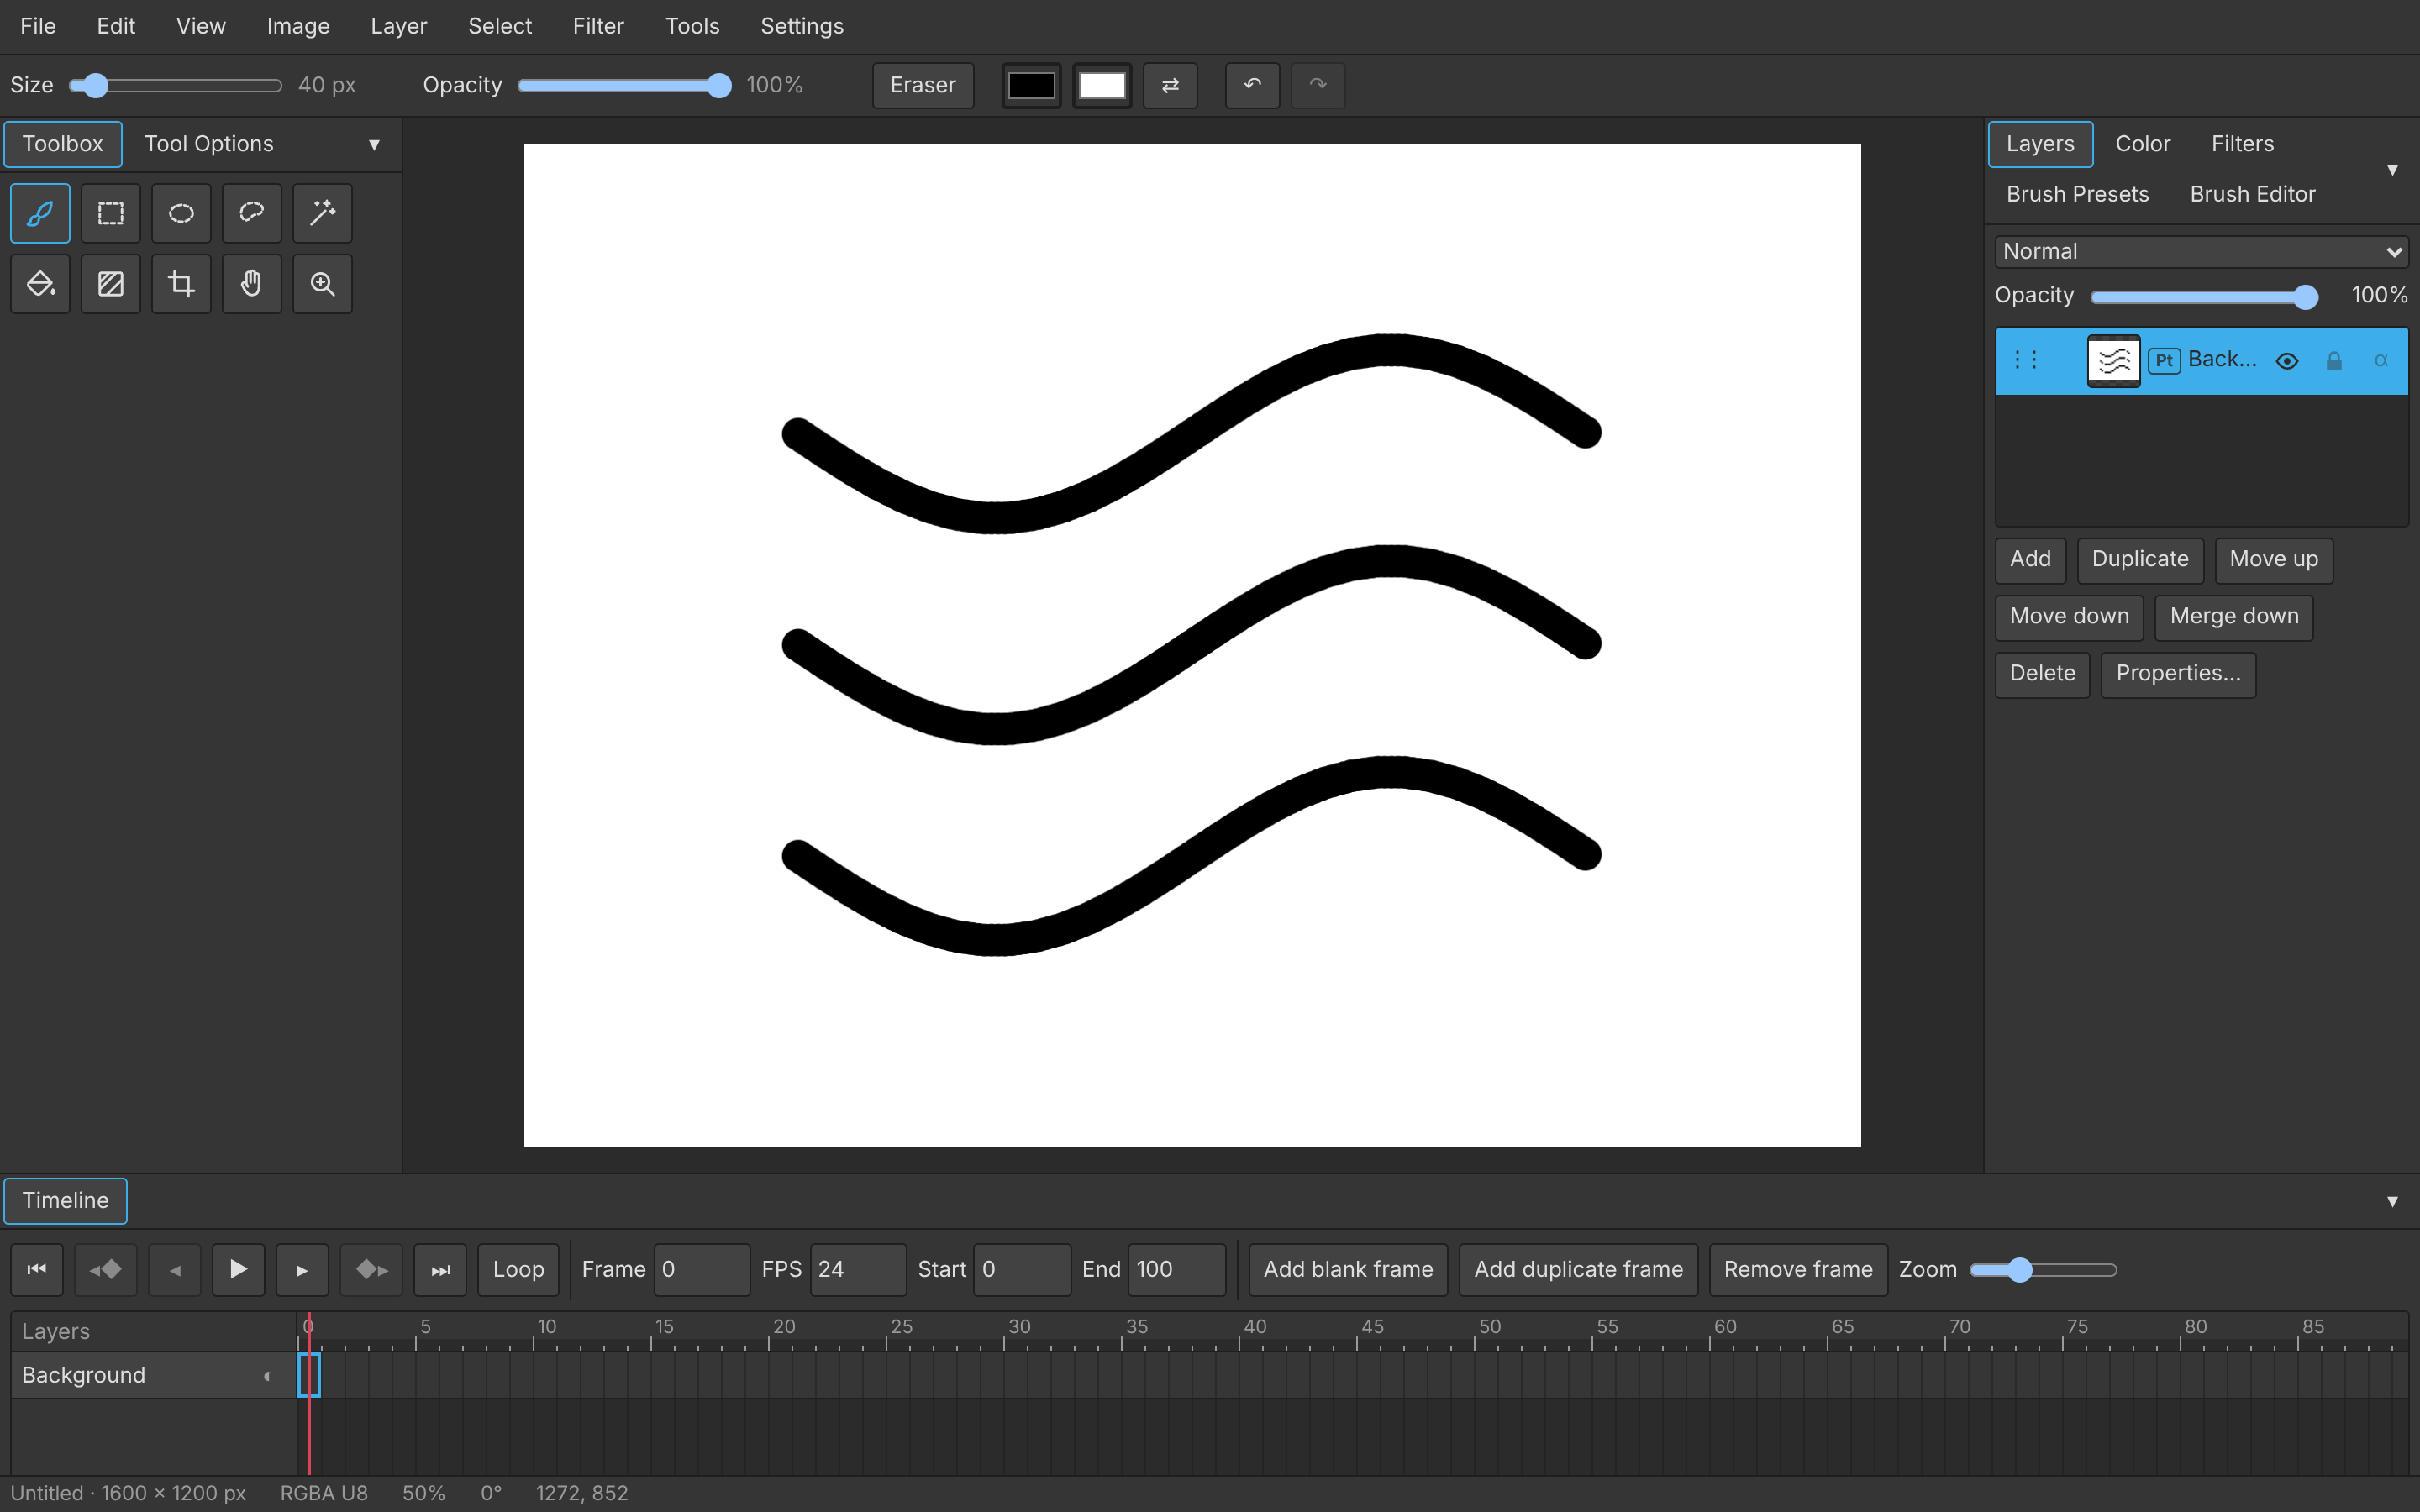 File Edit View Image Layer Select Filter Tools Settings
Size 40 px Opacity 100% Eraser
Toolbox Tool Options
Layers Color Filters
Brush Presets Brush Editor
Normal
Opacity 100%
Pt Back... α
Add Duplicate Move up
Move down Merge down
Delete Properties...
Timeline
Loop Frame 0 FPS 24 Start 0 End 100 Add blank frame Add duplicate frame Remove frame Zoom
Layers 0 5 10 15 20 25 30 35 40 45 50 55 60 65 70 75 80 85
Background
Untitled · 1600 × 1200 px RGBA U8 50% 0° 1272, 852